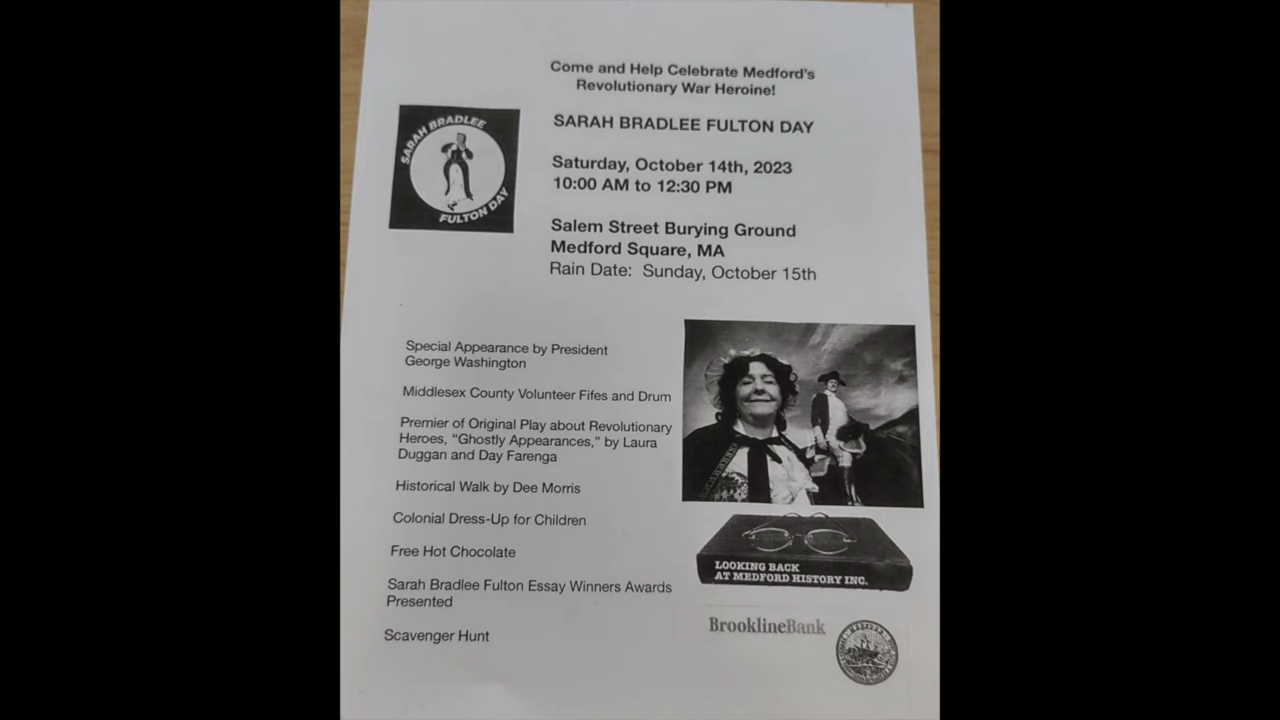 Come and Help Celebrate Medford's
Revolutionary War Heroine!
SARAH BRADLEE
FULTON DAY
SARAH BRADLEE FULTON DAY
Saturday, October 14th, 2023
10:00 AM to 12:30 PM
Salem Street Burying Ground
Medford Square, MA
Rain Date: Sunday, October 15th
Special Appearance by President
George Washington
Middlesex County Volunteer Fifes and Drum
Premier of Original Play about Revolutionary
Heroes, “Ghostly Appearances,” by Laura
Duggan and Day Farenga
Historical Walk by Dee Morris
Colonial Dress-Up for Children
Free Hot Chocolate
Sarah Bradlee Fulton Essay Winners Awards
Presented
Scavenger Hunt
LOOKING BACK
AT MEDFORD HISTORY INC.
BrooklineBank